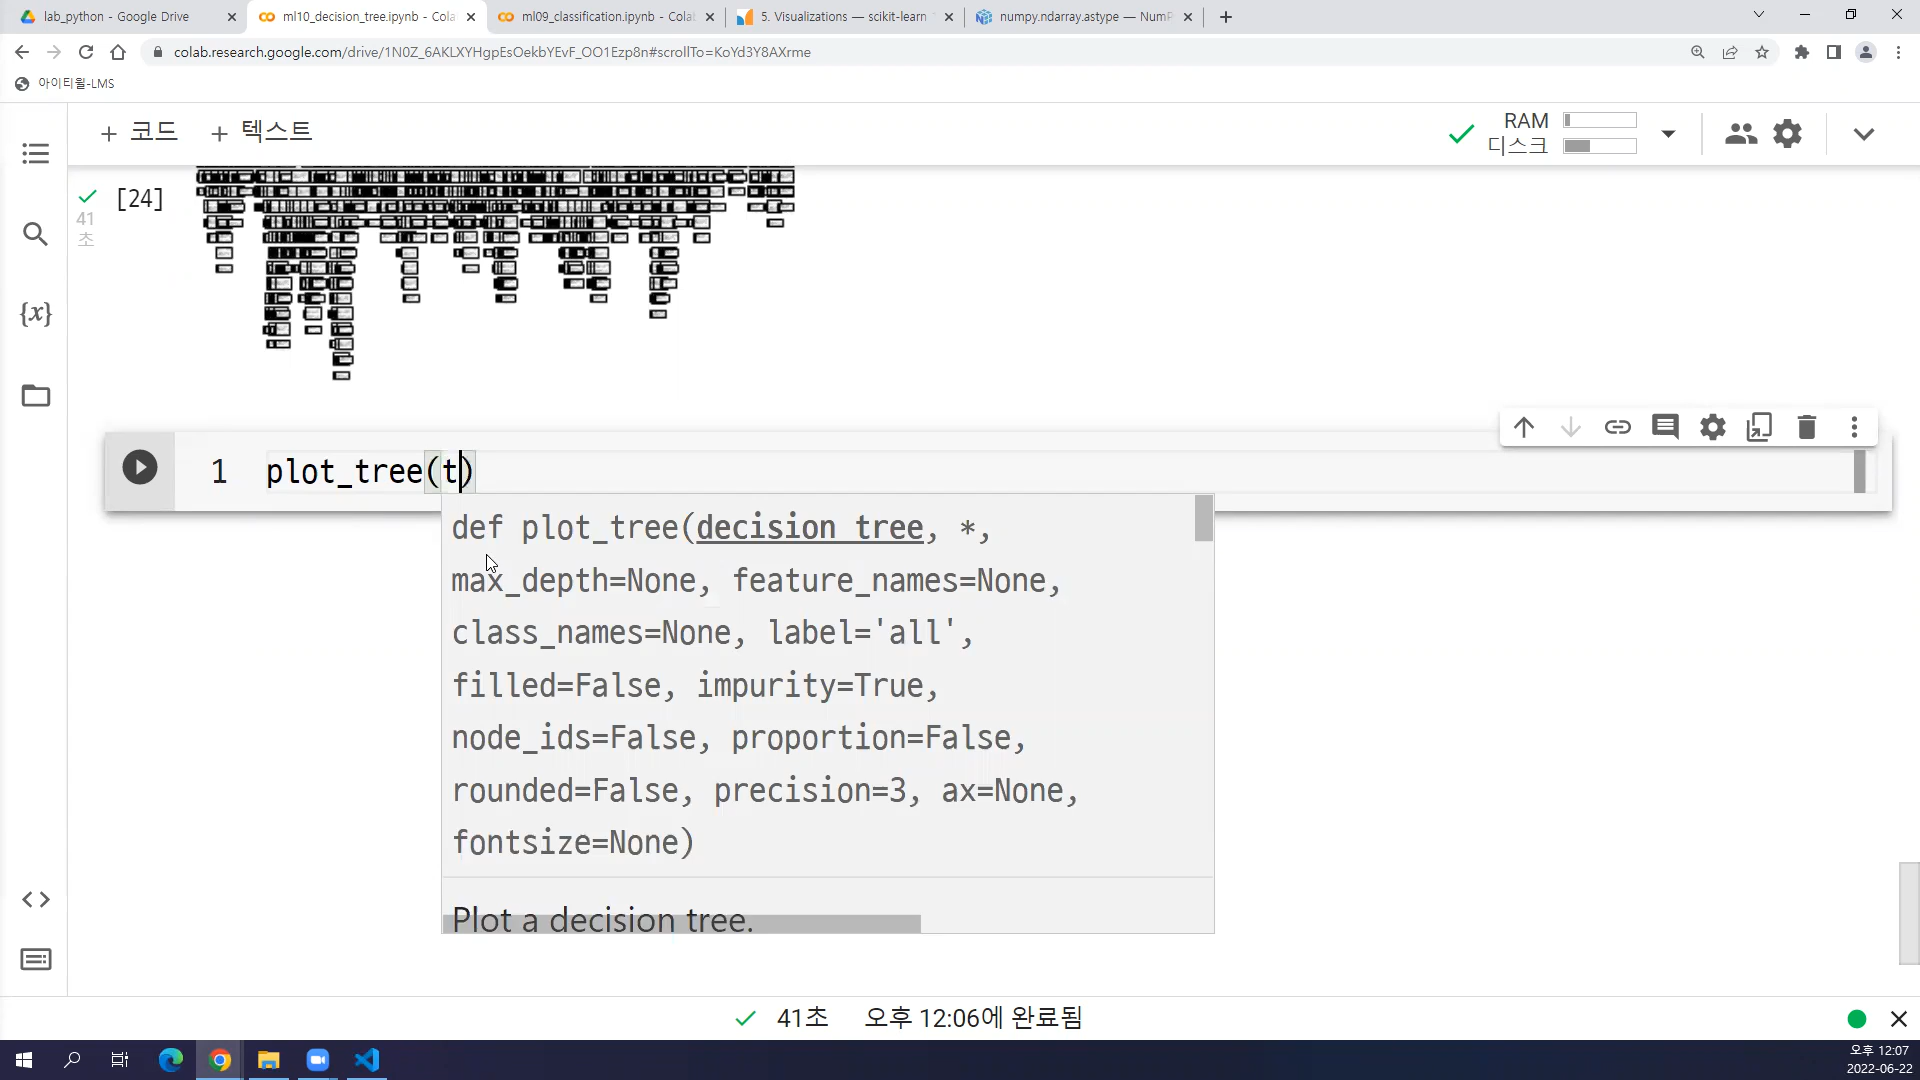 lab_python - Google Drive
ml10_decision_tree.ipynb - Cola
ml09_classification.ipynb - Colab
5. Visualizations — scikit-learn
numpy.ndarray.astype — NumP
colab.research.google.com/drive/1N0Z_6AKLXYHgpEsOekbYEvF_OO1Ezp8n#scrollTo=KoYd3Y8AXrme
아이티윌-LMS
+ 코드 + 텍스트
RAM
디스크
[24]
41
초
{x}
1 plot_tree(t)
def plot_tree(decision_tree, *,
max_depth=None, feature_names=None,
class_names=None, label='all',
filled=False, impurity=True,
node_ids=False, proportion=False,
rounded=False, precision=3, ax=None,
fontsize=None)
Plot a decision tree.
41초 오후 12:06에 완료됨
오후 12:07
2022-06-22